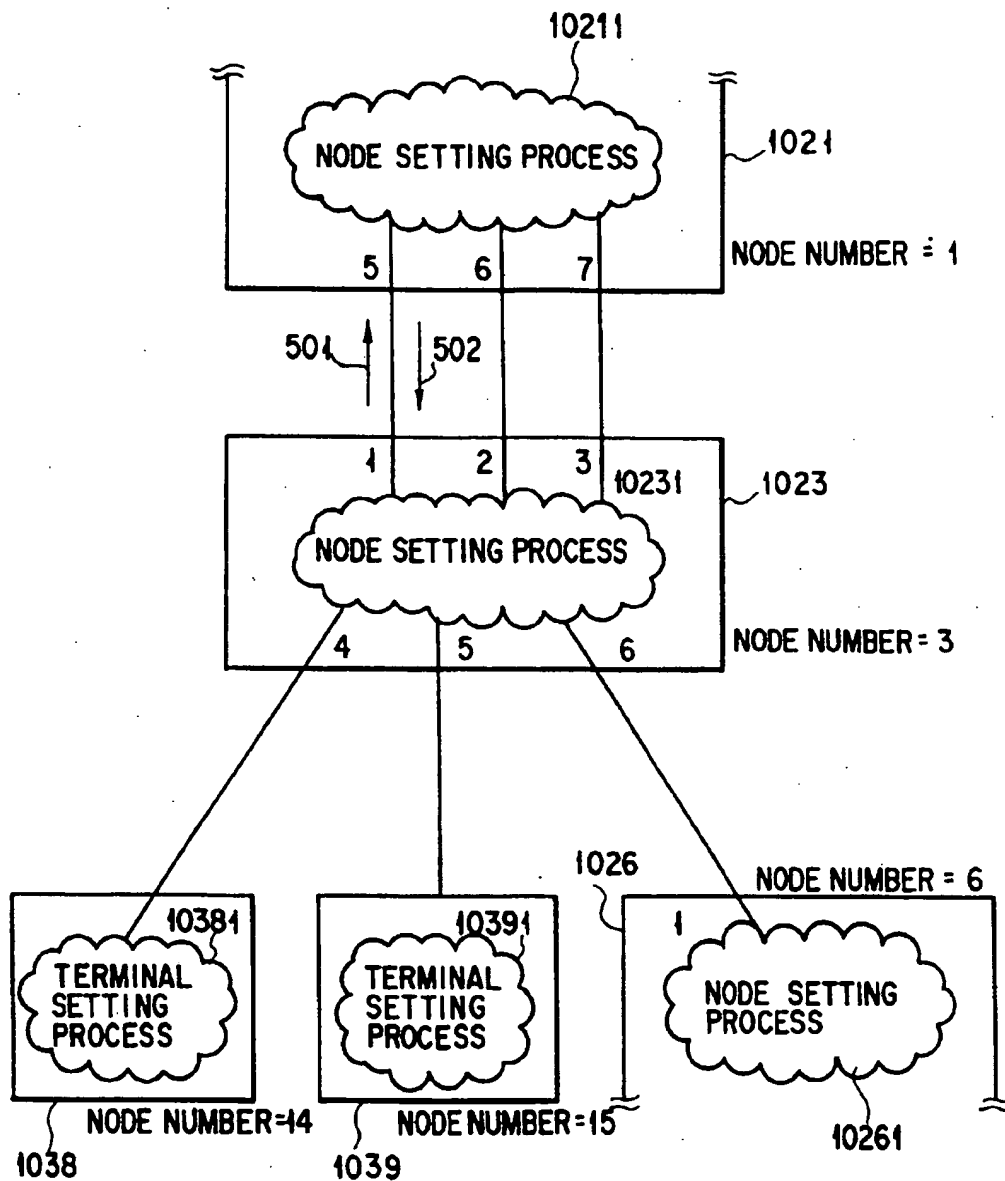 10211
NODE SETTING PROCESS
1021
NODE NUMBER = 1
5 6 7
501 502
1 2 3
10231
1023
NODE SETTING PROCESS
NODE NUMBER = 3
4 5 6
1026
NODE NUMBER = 6
10381
TERMINAL
SETTING
PROCESS
10391
TERMINAL
SETTING
PROCESS
1
NODE SETTING
PROCESS
NODE NUMBER=14
NODE NUMBER=15
10261
1038
1039